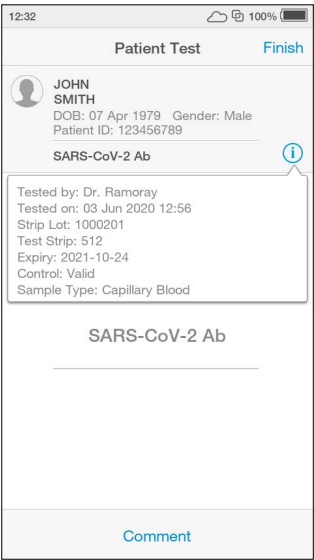 12:32
100%
Patient Test
Finish
JOHN
SMITH
DOB: 07 Apr 1979 Gender: Male
Patient ID: 123456789
SARS-CoV-2 Ab
i
Tested by: Dr. Ramoray
Tested on: 03 Jun 2020 12:56
Strip Lot: 1000201
Test Strip: 512
Expiry: 2021-10-24
Control: Valid
Sample Type: Capillary Blood
SARS-CoV-2 Ab
Comment